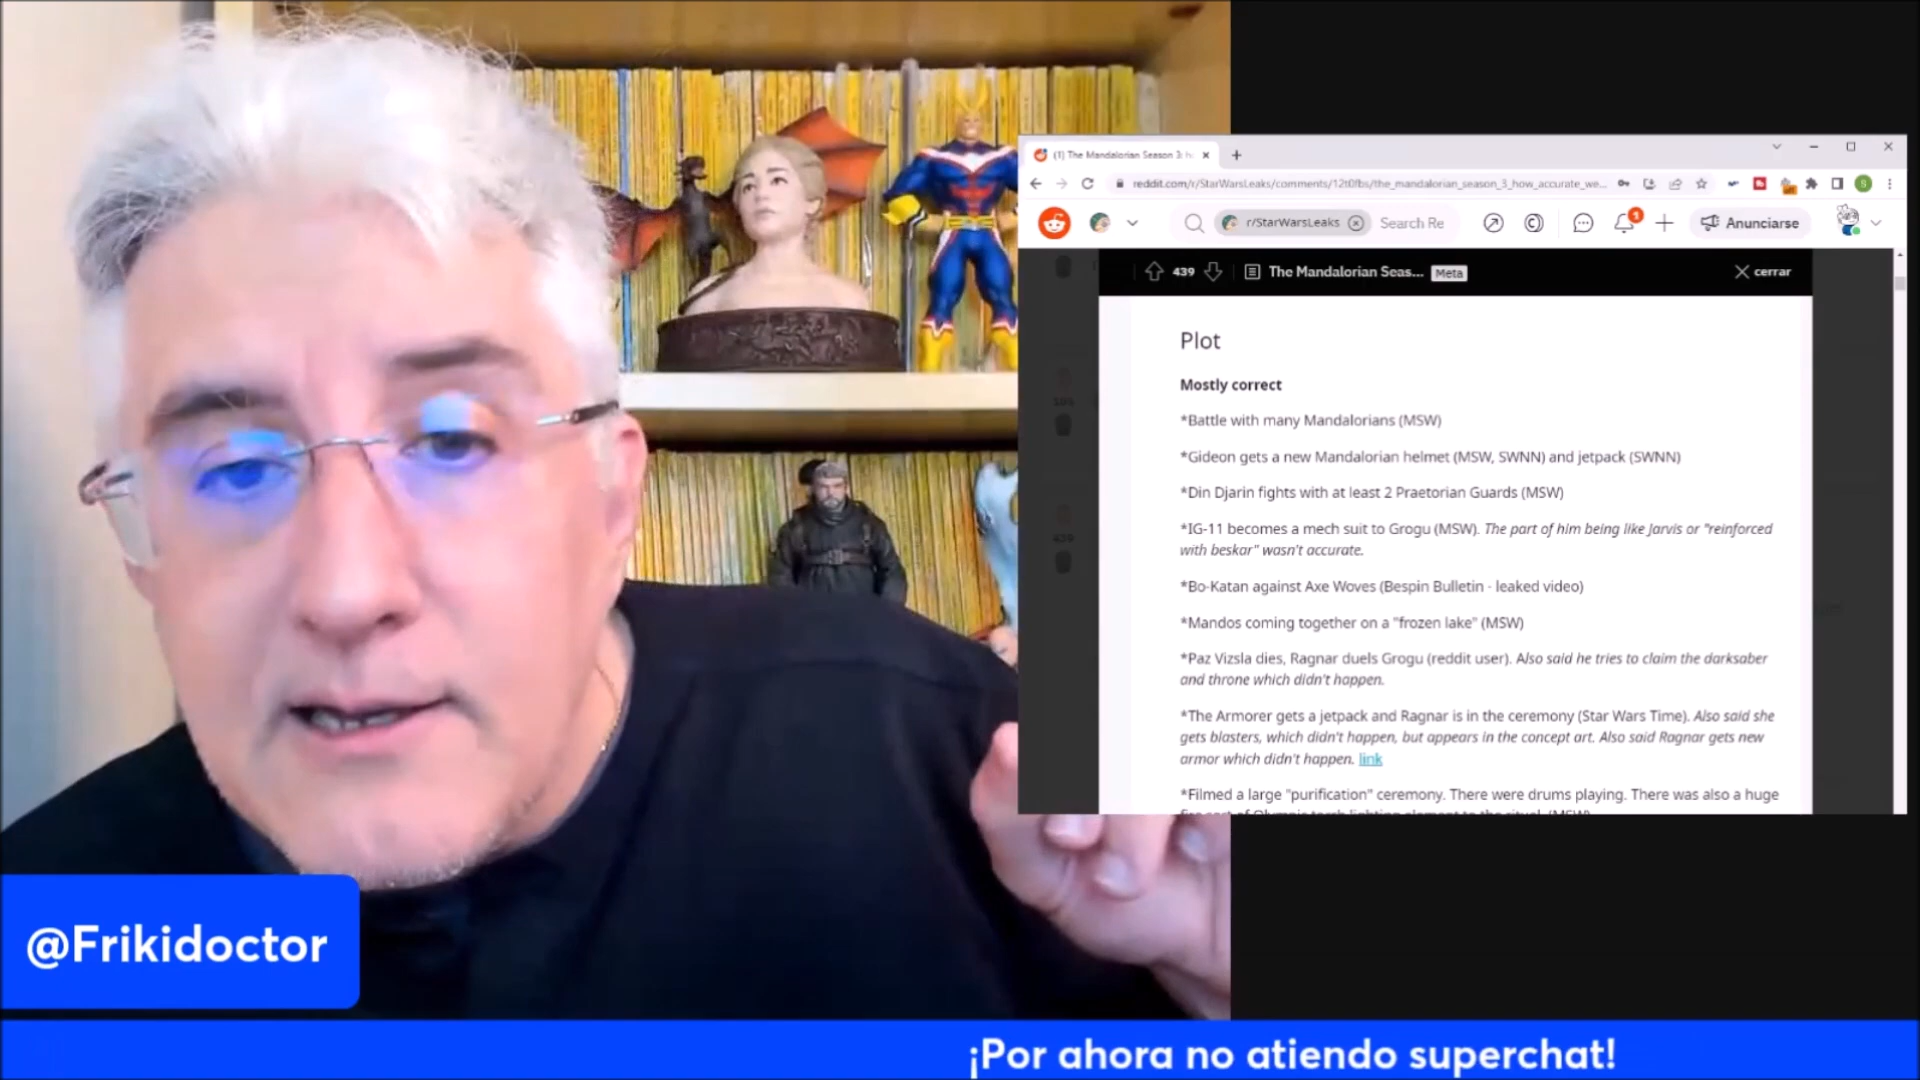 (1) The Mandalorian Season 3: h
reddit.com/r/StarWarsLeaks/comments/12t0fbs/the_mandalorian_season_3_how_accurate_we...
r/StarWarsLeaks
Search Re
1
Anunciarse
439
The Mandalorian Seas...
Meta
cerrar
Plot
Mostly correct
*Battle with many Mandalorians (MSW)
*Gideon gets a new Mandalorian helmet (MSW, SWNN) and jetpack (SWNN)
*Din Djarin fights with at least 2 Praetorian Guards (MSW)
*IG-11 becomes a mech suit to Grogu (MSW). The part of him being like Jarvis or "reinforced
with beskar" wasn't accurate.
*Bo-Katan against Axe Woves (Bespin Bulletin - leaked video)
*Mandos coming together on a "frozen lake" (MSW)
*Paz Vizsla dies, Ragnar duels Grogu (reddit user). Also said he tries to claim the darksaber
and throne which didn't happen.
*The Armorer gets a jetpack and Ragnar is in the ceremony (Star Wars Time). Also said she
gets blasters, which didn't happen, but appears in the concept art. Also said Ragnar gets new
armor which didn't happen. link
*Filmed a large "purification" ceremony. There were drums playing. There was also a huge
@Frikidoctor
¡Por ahora no atiendo superchat!